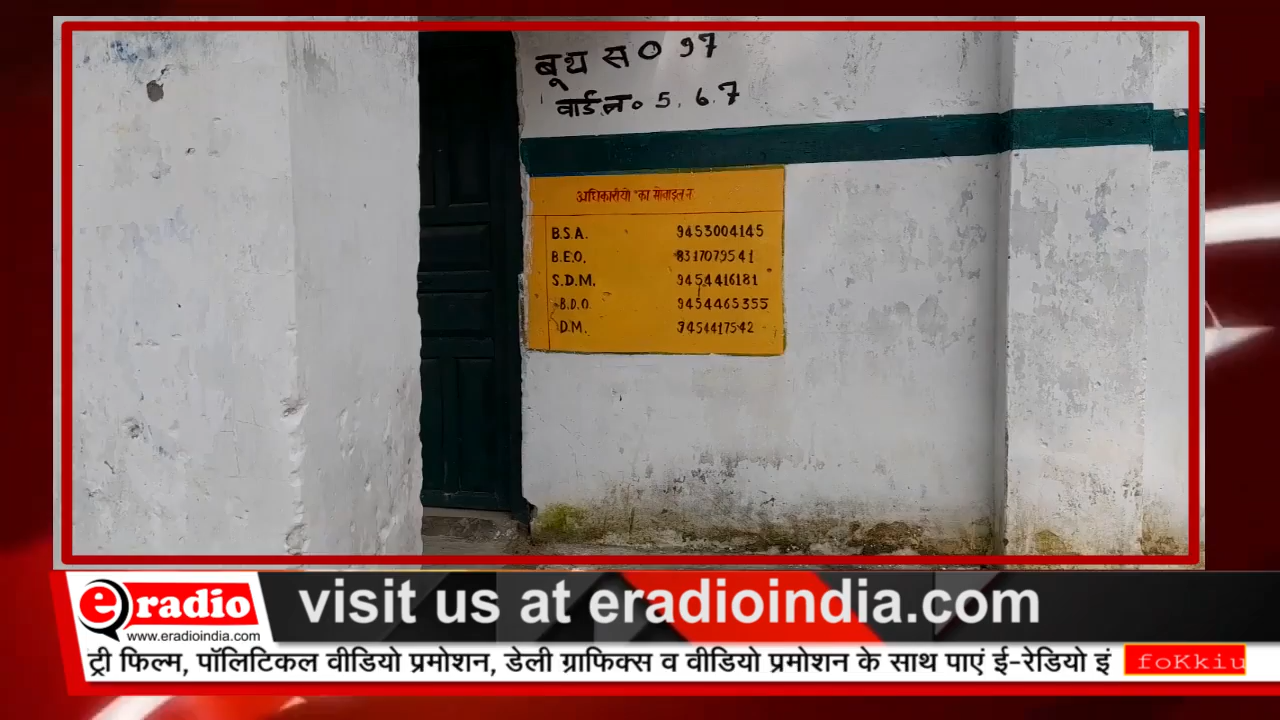 बूथ स० 97
वार्ड न० 5. 6. 7
अधिकारीयो का मोबाइल न
B.S.A. 9453004145
B.E.O. 8317079541
S.D.M. 9454416181
B.D.O. 9454465355
D.M. 9454417542
eradio
www.eradioindia.com
visit us at eradioindia.com
ट्री फिल्म, पॉलिटिकल वीडियो प्रमोशन, डेली ग्राफिक्स व वीडियो प्रमोशन के साथ पाएं ई-रेडियो इं
foKkiu